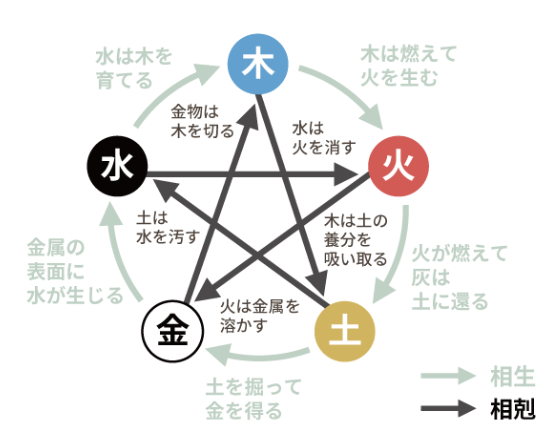 水は木を
育てる
木
木は燃えて
火を生む
金物は
木を切る
水は
火を消す
水
火
土は
水を汚す
木は土の
養分を
吸い取る
金属の
表面に
水が生じる
火が燃えて
灰は
土に還る
火は金属を
溶かす
金
土
土を掘って
金を得る
相生
相剋